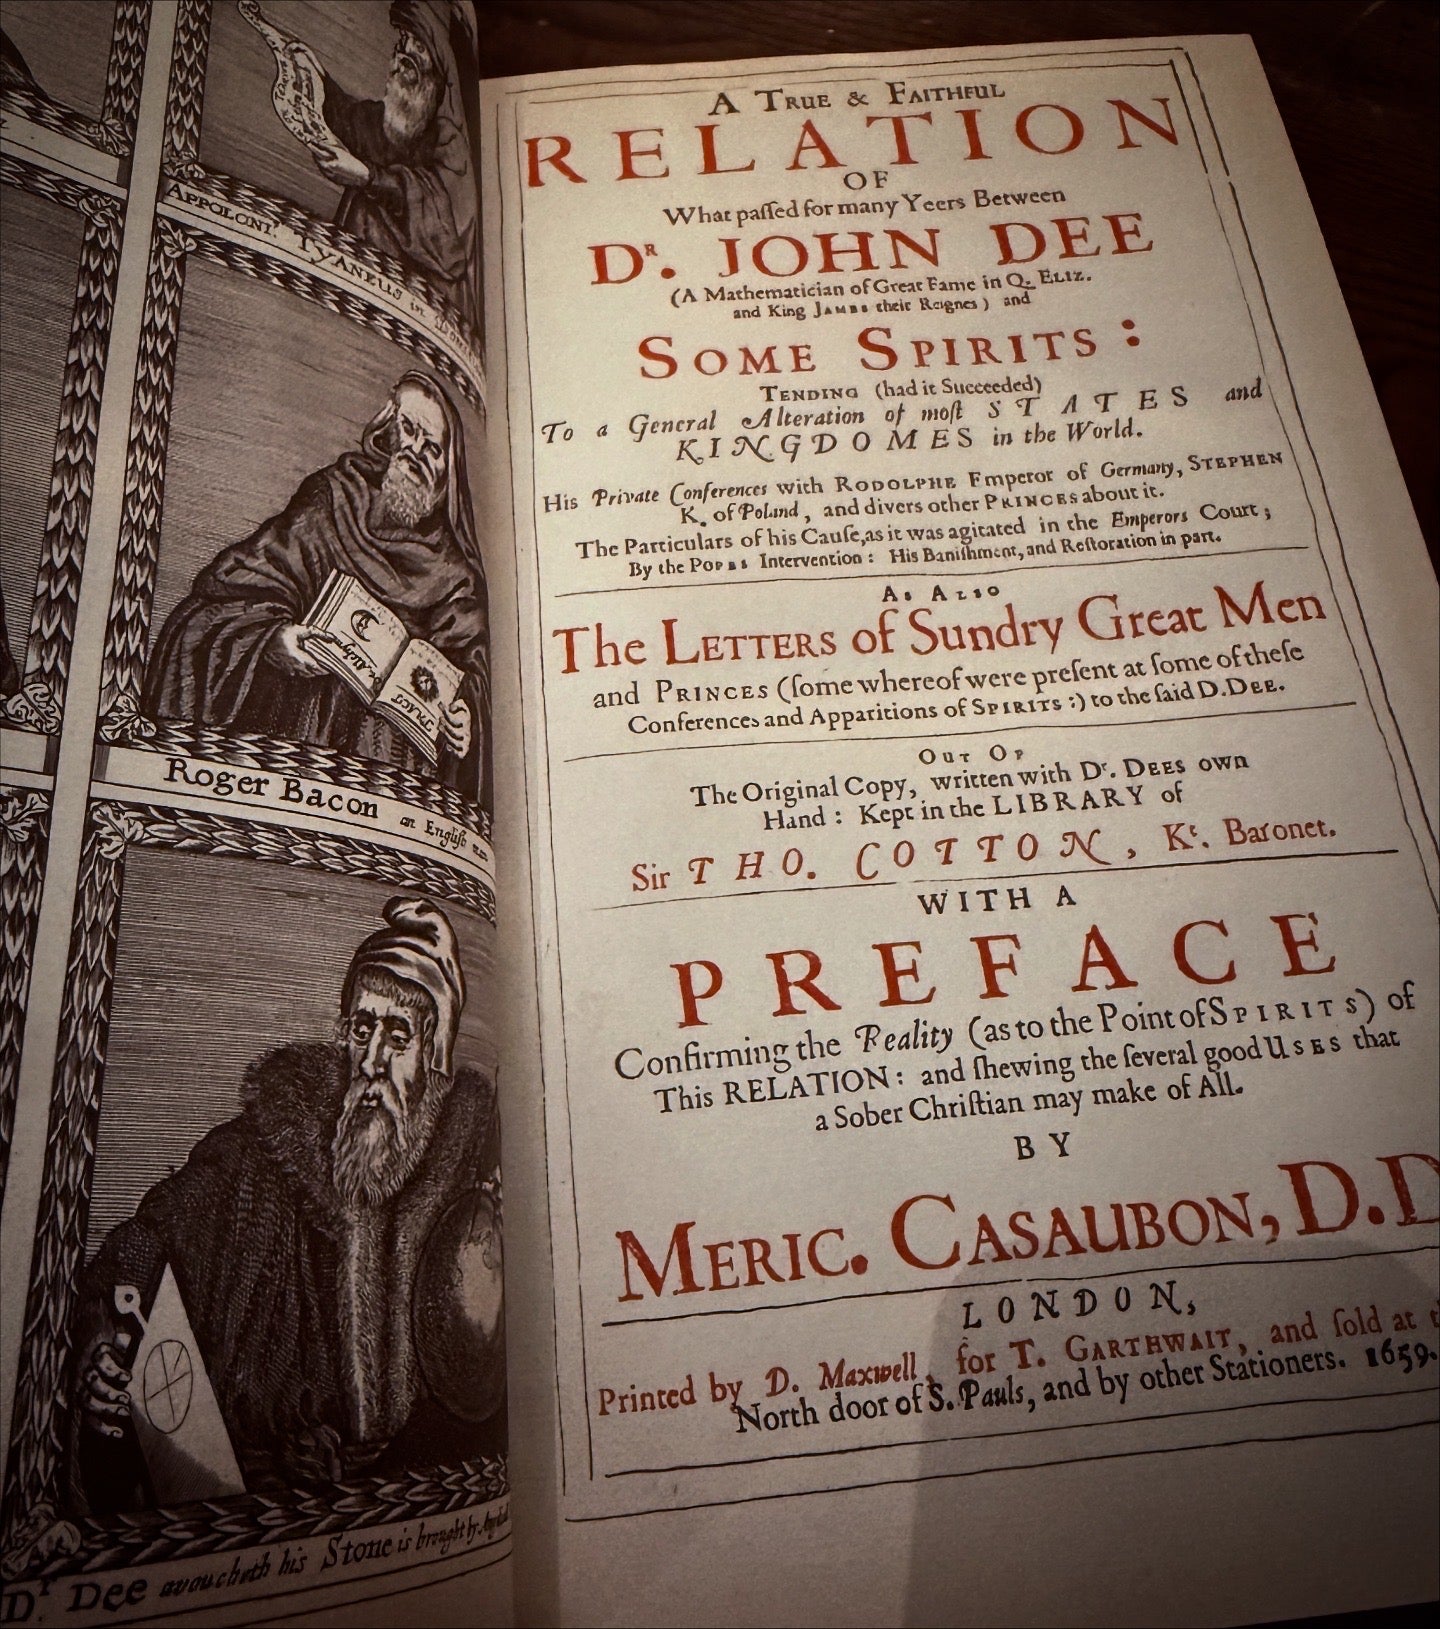 APPOLONI⁹ TYANEUS in
Roger Bacon an Engliſh man
Dʳ Dee avoucheth his Stone is brought by
A TRUE & FAITHFUL
RELATION
OF
What paſſed for many Yeers Between
Dʳ. JOHN DEE
(A Mathematician of Great Fame in Q. ELIZ.
and King JAMES their Reignes) and
SOME SPIRITS:
TENDING (had it Succeeded)
To a General Alteration of moſt STATES and
KINGDOMES in the World.
His Private Conferences with RODOLPHE Emperor of Germany, STEPHEN
K. of Poland, and divers other PRINCES about it.
The Particulars of his Cauſe, as it was agitated in the Emperors Court;
By the POPES Intervention: His Baniſhment, and Reſtoration in part.
AS ALSO
The LETTERS of Sundry Great Men
and PRINCES (ſome whereof were preſent at ſome of theſe
Conferences and Apparitions of SPIRITS:) to the ſaid D. DEE.
OUT OF
The Original Copy, written with Dʳ. DEES own
Hand: Kept in the LIBRARY of
Sir THO. COTTON, Kᵗ. Baronet.
WITH A
PREFACE
Confirming the Reality (as to the Point of SPIRITS) of
This RELATION: and ſhewing the ſeveral good USES that
a Sober Chriſtian may make of All.
BY
MERIC. CASAUBON, D.D
LONDON,
Printed by D. Maxwell, for T. GARTHWAIT, and ſold at
North door of S. Pauls, and by other Stationers. 1659.